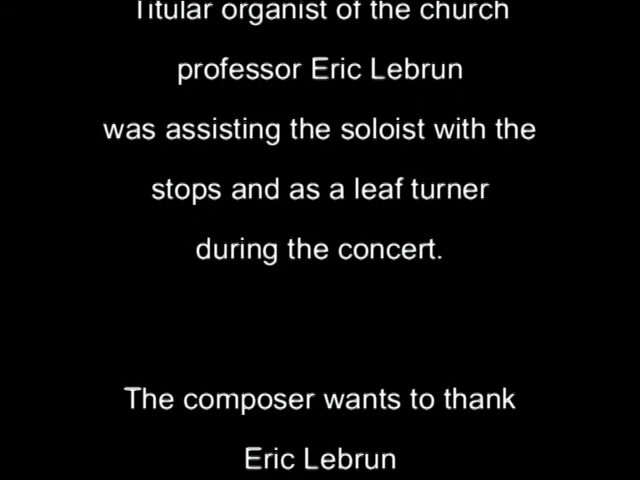 Titular organist of the church
professor Eric Lebrun
was assisting the soloist with the
stops and as a leaf turner
during the concert.
The composer wants to thank
Eric Lebrun